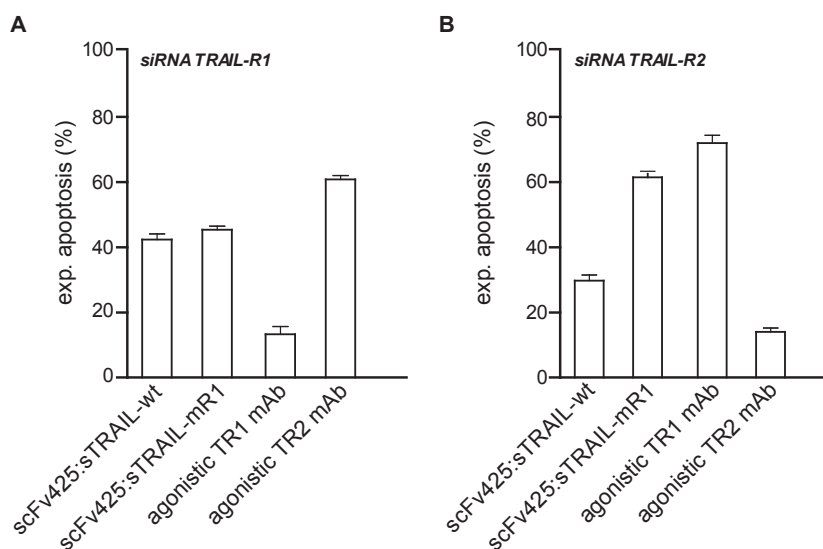 A
siRNA TRAIL-R1
exp. apoptosis (%)
100
80
60
40
20
0
scFv425:sTRAIL-wt
scFv425:sTRAIL-mR1
agonistic TR1 mAb
agonistic TR2 mAb
B
siRNA TRAIL-R2
exp. apoptosis (%)
100
80
60
40
20
0
scFv425:sTRAIL-wt
scFv425:sTRAIL-mR1
agonistic TR1 mAb
agonistic TR2 mAb